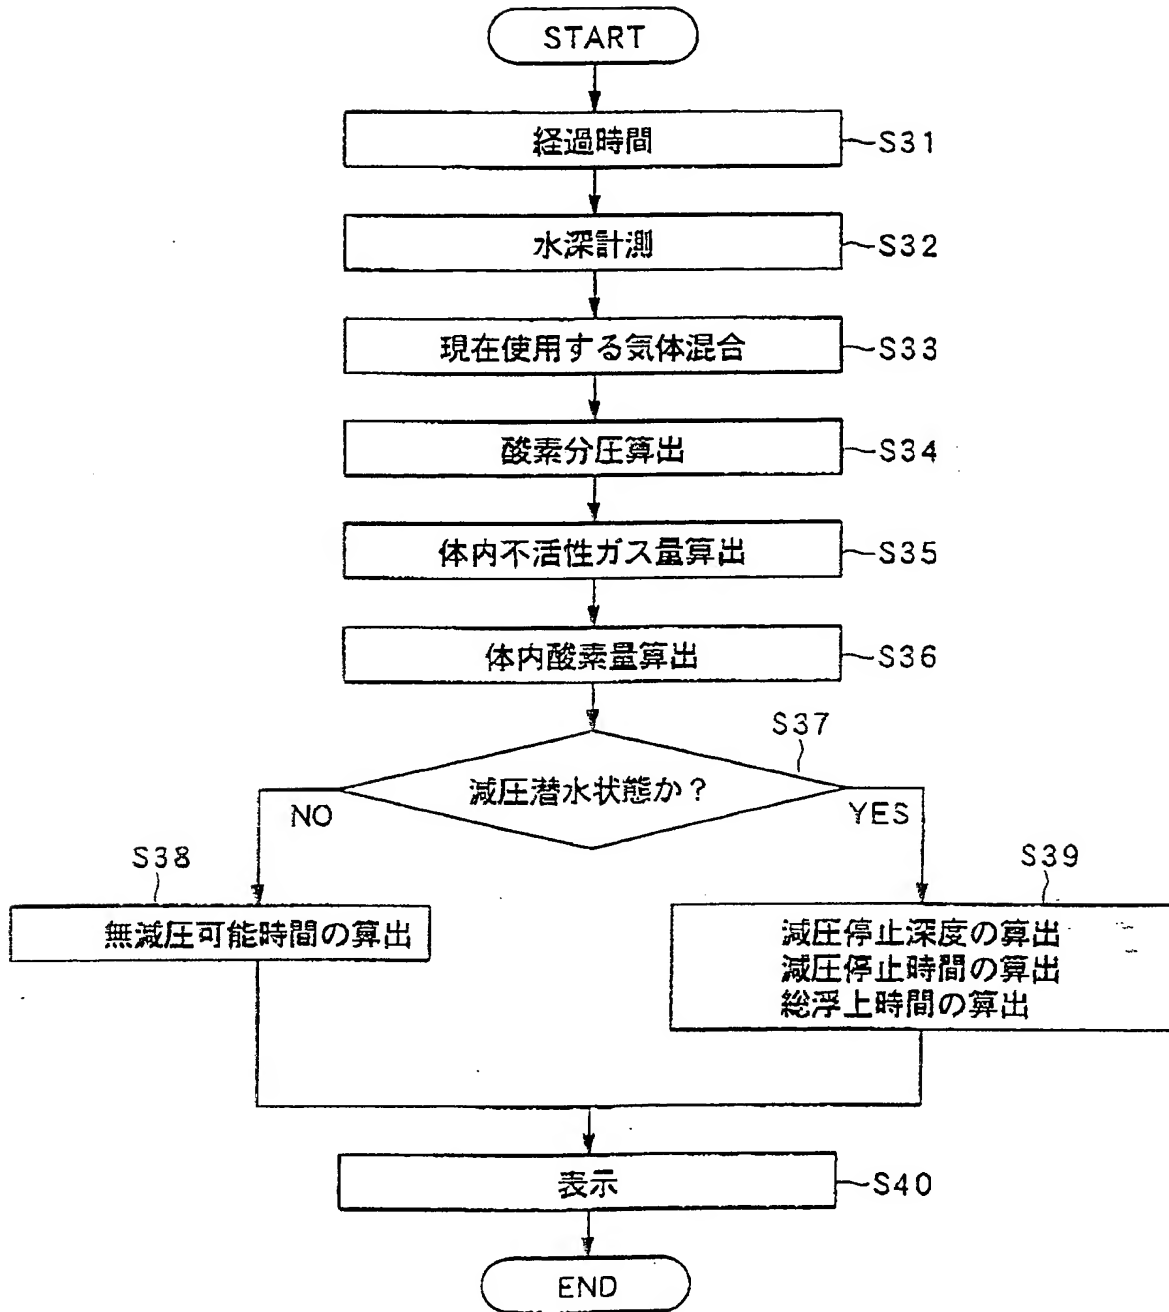 START
経過時間
S31
水深計測
S32
現在使用する気体混合
S33
酸素分圧算出
S34
体内不活性ガス量算出
S35
体内酸素量算出
S36
S37
減圧潜水状態か?
NO
YES
S38
無減圧可能時間の算出
S39
減圧停止深度の算出
減圧停止時間の算出
総浮上時間の算出
表示
S40
END